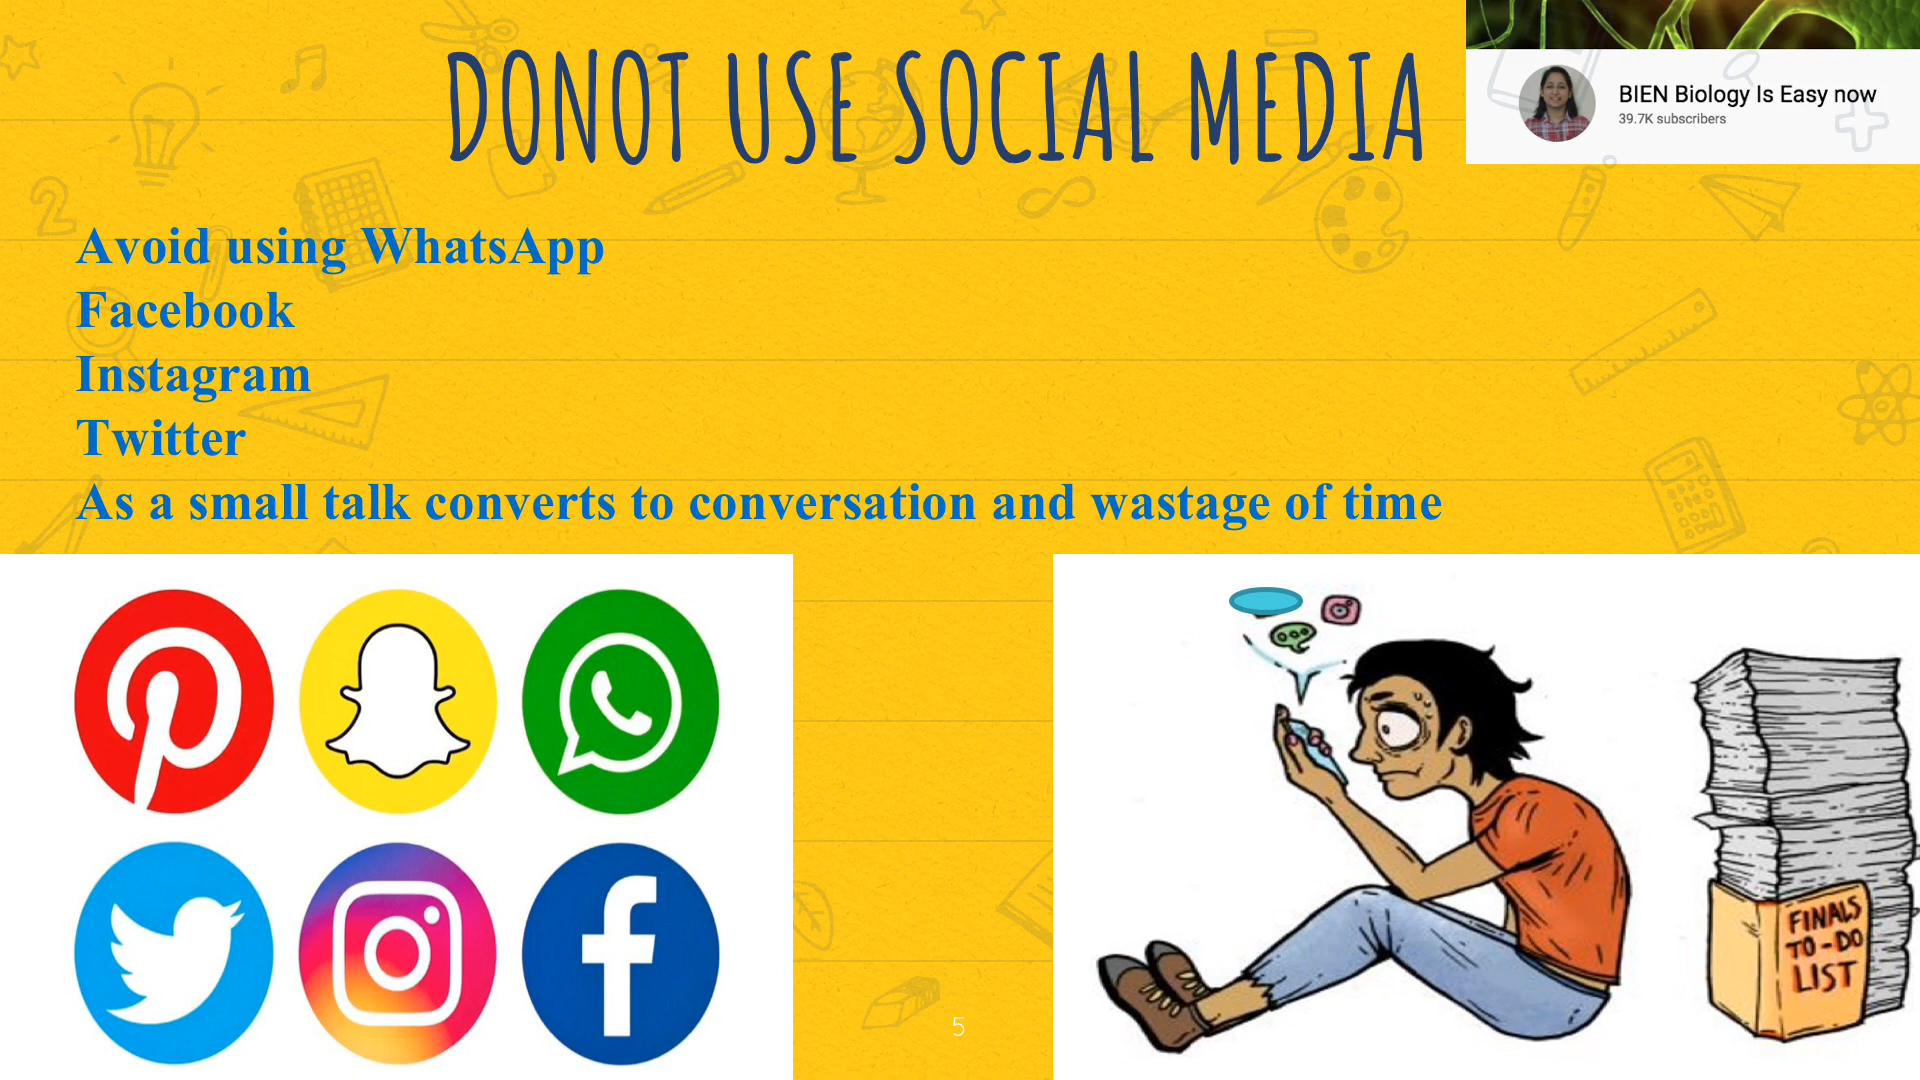 DONOT USE SOCIAL MEDIA
BIEN Biology Is Easy now
39.7K subscribers
Avoid using WhatsApp
Facebook
Instagram
Twitter
As a small talk converts to conversation and wastage of time
FINALS
TO-DO
LIST
5